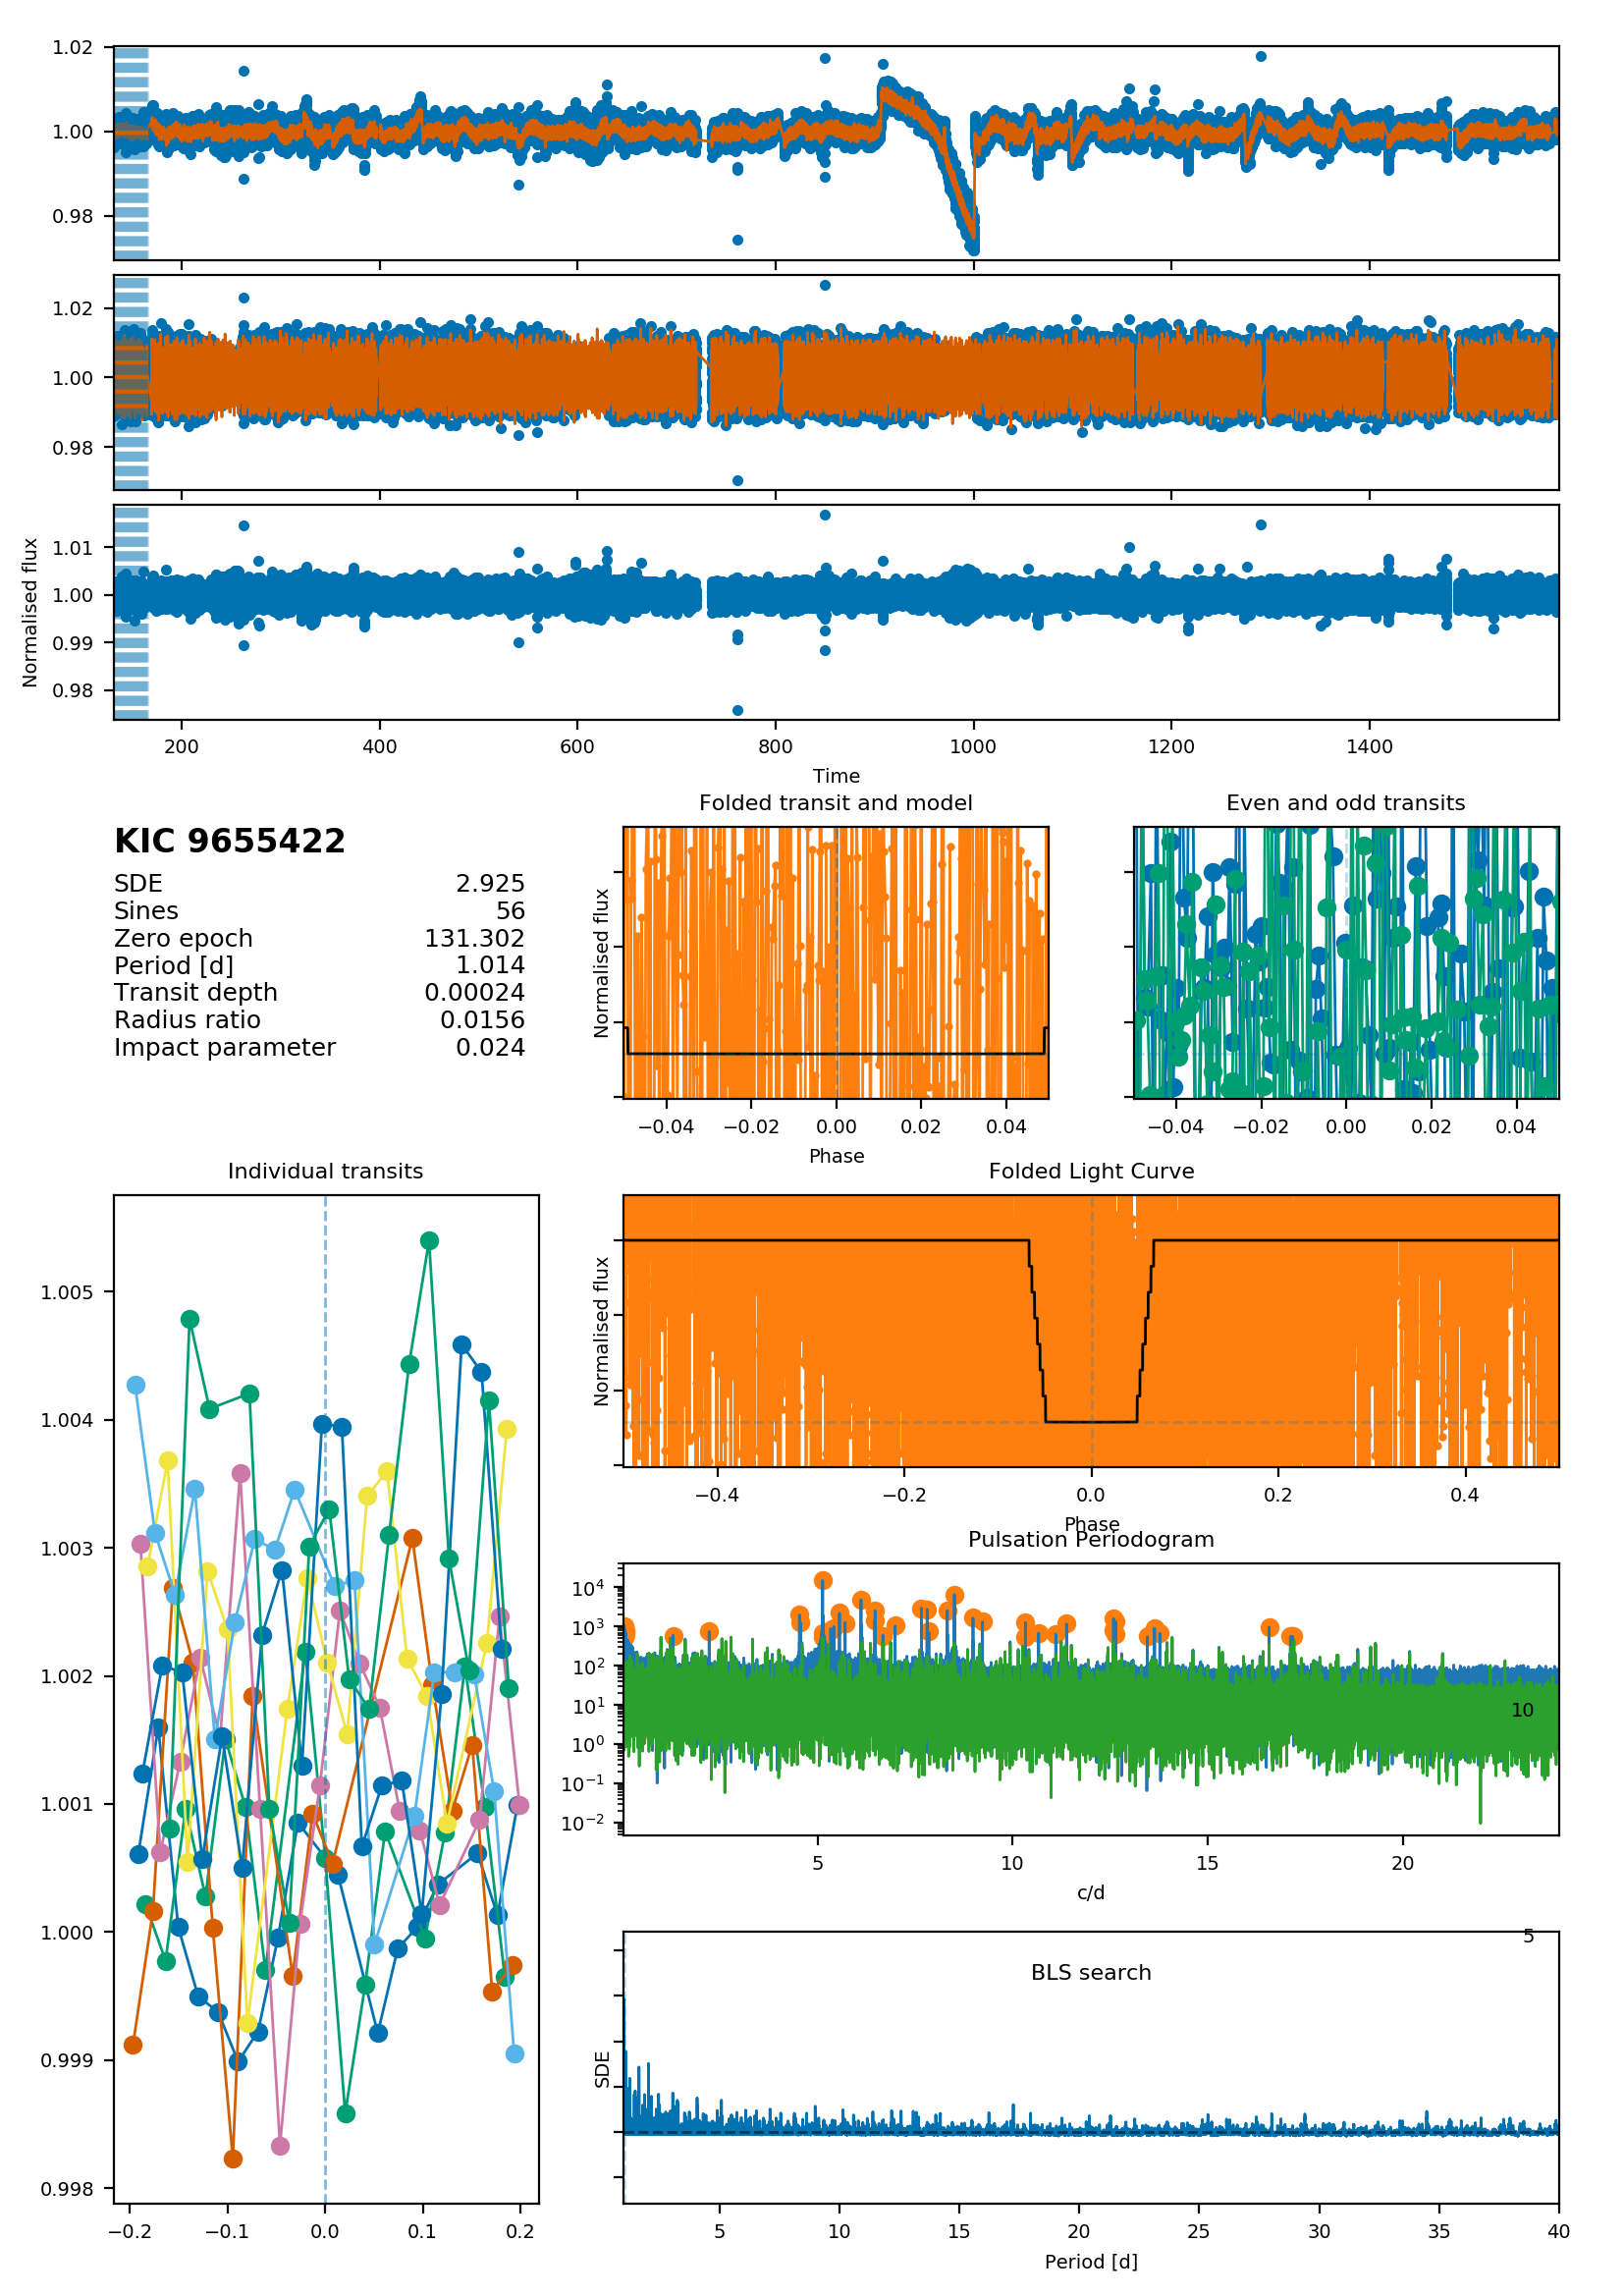 1.02
1.00
0.98
1.02
1.00
0.98
1.01
1.00
0.99
0.98
Normalised flux
200 400 600 800 1000 1200 1400
Time
KIC 9655422
SDE 2.925
Sines 56
Zero epoch 131.302
Period [d] 1.014
Transit depth 0.00024
Radius ratio 0.0156
Impact parameter 0.024
Folded transit and model
Normalised flux
−0.04 −0.02 0.00 0.02 0.04
Phase
Even and odd transits
−0.04 −0.02 0.00 0.02 0.04
Individual transits
1.005
1.004
1.003
1.002
1.001
1.000
0.999
0.998
−0.2 −0.1 0.0 0.1 0.2
Folded Light Curve
Normalised flux
−0.4 −0.2 0.0 0.2 0.4
Phase
Pulsation Periodogram
10⁴
10³
10²
10¹
10⁰
10⁻¹
10⁻²
10
5 10 15 20
c/d
5
BLS search
SDE
5 10 15 20 25 30 35 40
Period [d]